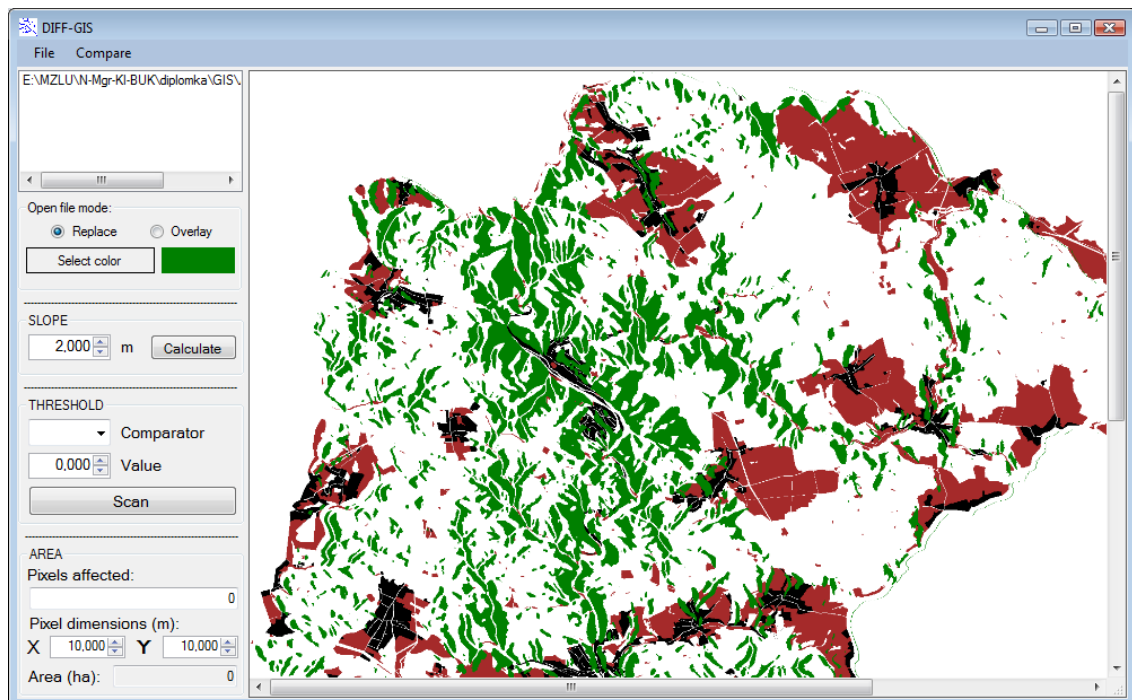 DIFF-GIS
File Compare
E:\MZLU\N-Mgr-KI-BUK\diplomka\GIS\
Open file mode:
Replace Overlay
Select color
SLOPE
2,000 m Calculate
THRESHOLD
Comparator
0,000 Value
Scan
AREA
Pixels affected:
0
Pixel dimensions (m):
X 10,000 Y 10,000
Area (ha): 0